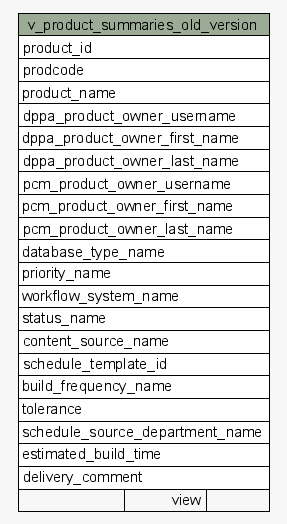 v_product_summaries_old_version
product_id
prodcode
product_name
dppa_product_owner_username
dppa_product_owner_first_name
dppa_product_owner_last_name
pcm_product_owner_username
pcm_product_owner_first_name
pcm_product_owner_last_name
database_type_name
priority_name
workflow_system_name
status_name
content_source_name
schedule_template_id
build_frequency_name
tolerance
schedule_source_department_name
estimated_build_time
delivery_comment
view